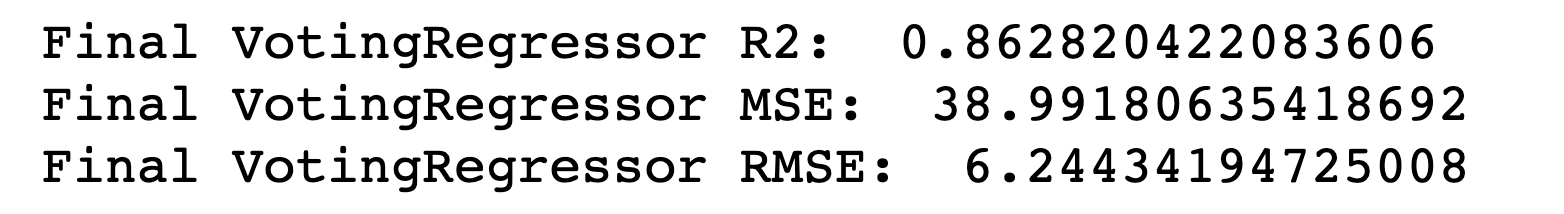 Final VotingRegressor R2:  0.862820422083606
Final VotingRegressor MSE:  38.99180635418692
Final VotingRegressor RMSE:  6.24434194725008